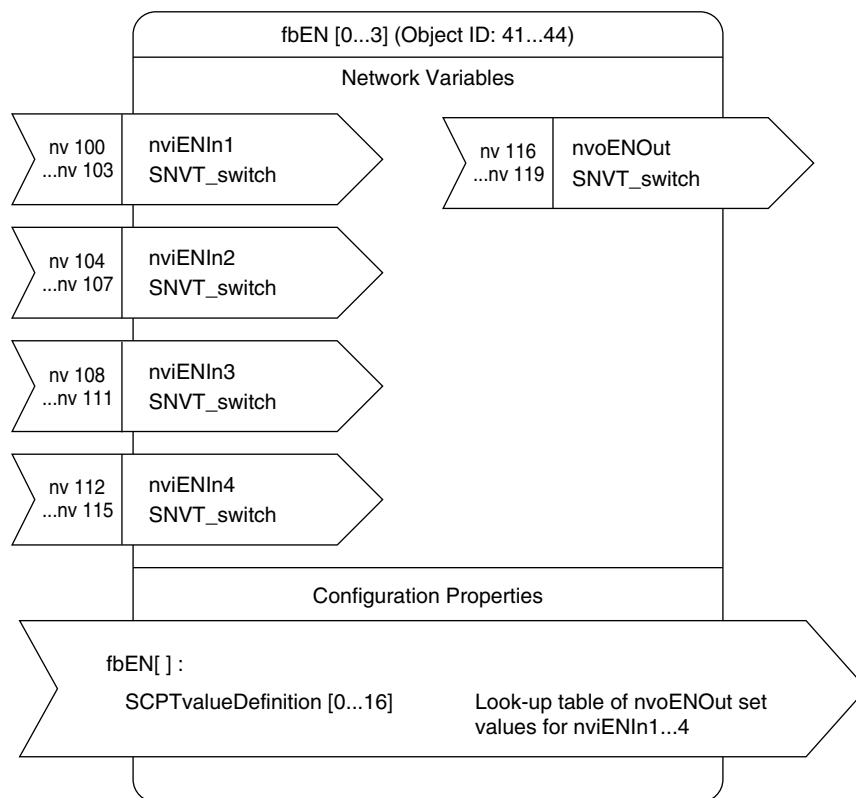 fbEN [0...3] (Object ID: 41...44)
Network Variables
nv 100
...nv 103
nviENIn1
SNVT_switch
nv 116
...nv 119
nvoENOut
SNVT_switch
nv 104
...nv 107
nviENIn2
SNVT_switch
nv 108
...nv 111
nviENIn3
SNVT_switch
nv 112
...nv 115
nviENIn4
SNVT_switch
Configuration Properties
fbEN[ ] :
SCPTvalueDefinition [0...16]
Look-up table of nvoENOut set
values for nviENIn1...4